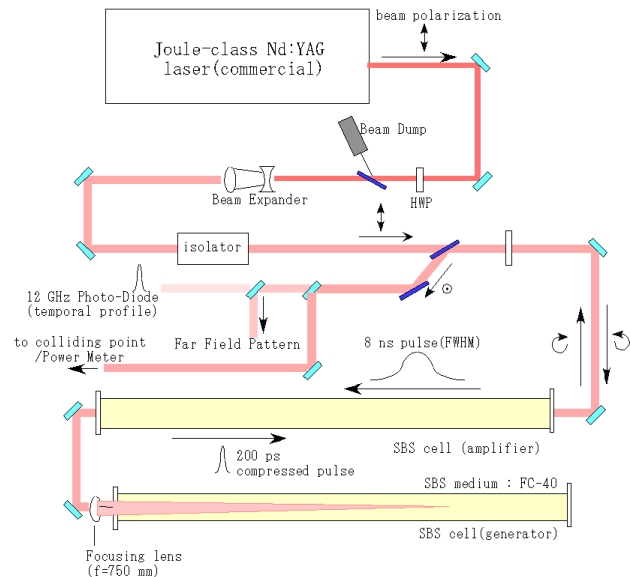 beam polarization
Joule-class Nd:YAG
laser(commercial)
Beam Dump
Beam Expander
HWP
isolator
12 GHz Photo-Diode
(temporal profile)
to colliding point
/Power Meter
Far Field Pattern
8 ns pulse(FWHM)
SBS cell (amplifier)
200 ps
compressed pulse
SBS medium : FC-40
SBS cell(generator)
Focusing lens
(f=750 mm)